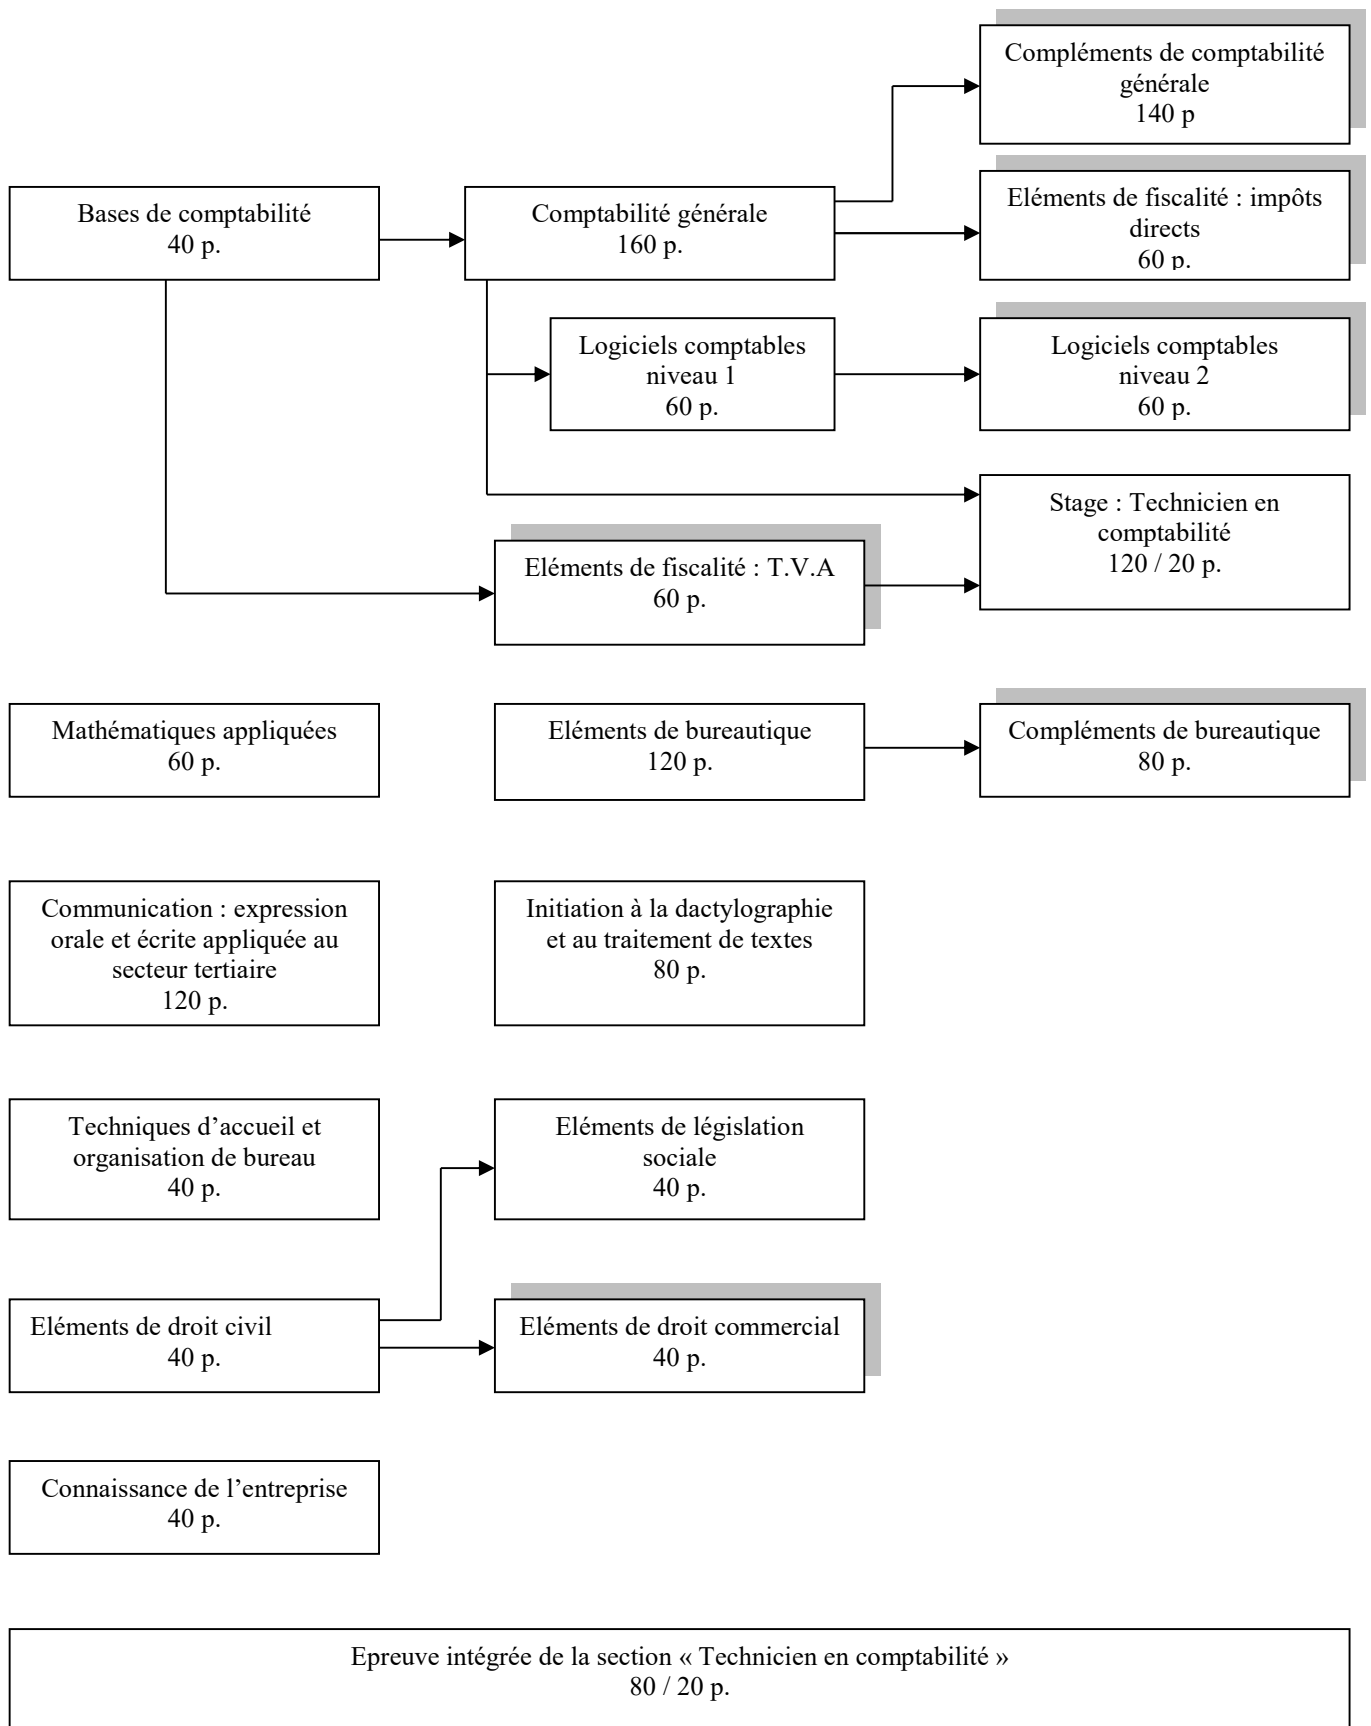 Compléments de comptabilité
générale
140 p
Bases de comptabilité
40 p.
Comptabilité générale
160 p.
Eléments de fiscalité : impôts
directs
60 p.
Logiciels comptables
niveau 1
60 p.
Logiciels comptables
niveau 2
60 p.
Stage : Technicien en
comptabilité
120 / 20 p.
Eléments de fiscalité : T.V.A
60 p.
Mathématiques appliquées
60 p.
Eléments de bureautique
120 p.
Compléments de bureautique
80 p.
Communication : expression
orale et écrite appliquée au
secteur tertiaire
120 p.
Initiation à la dactylographie
et au traitement de textes
80 p.
Techniques d’accueil et
organisation de bureau
40 p.
Eléments de législation
sociale
40 p.
Eléments de droit civil
40 p.
Eléments de droit commercial
40 p.
Connaissance de l’entreprise
40 p.
Epreuve intégrée de la section « Technicien en comptabilité »
80 / 20 p.